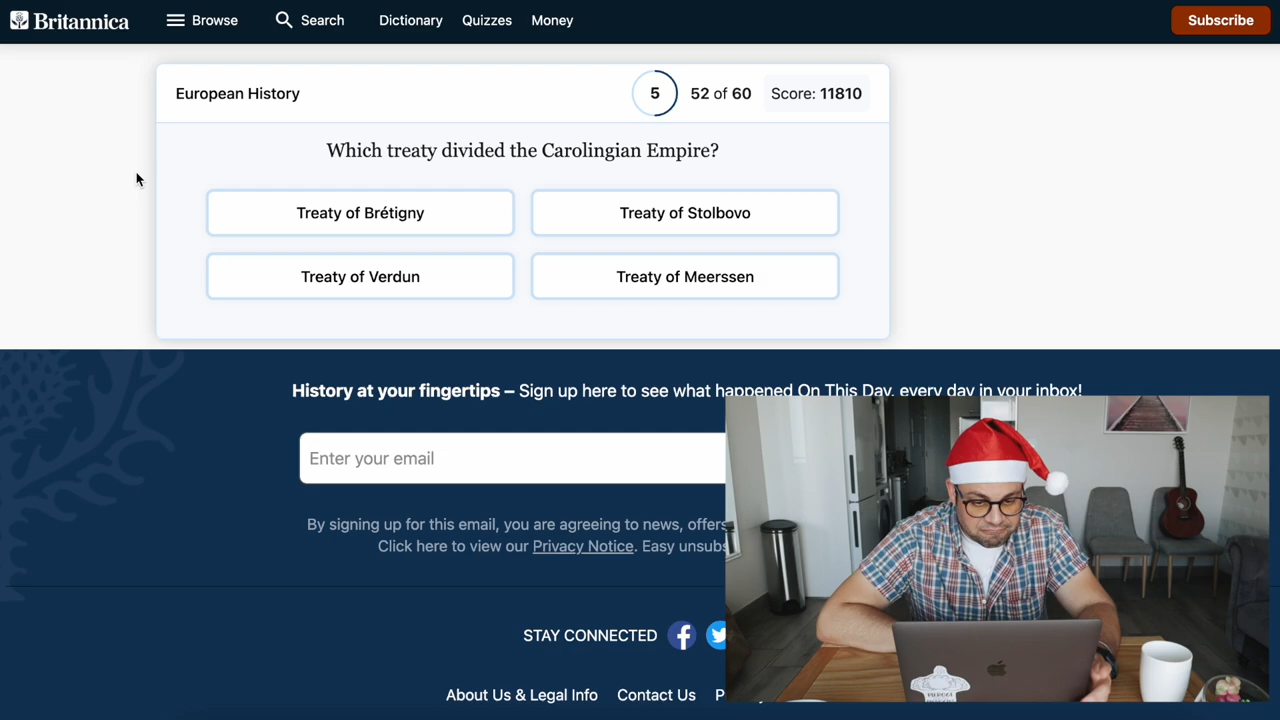 Britannica
Browse
Search
Dictionary
Quizzes
Money
Subscribe
European History
5
52 of 60
Score: 11810
Which treaty divided the Carolingian Empire?
Treaty of Brétigny
Treaty of Stolbovo
Treaty of Verdun
Treaty of Meerssen
History at your fingertips – Sign up here to see what happened On This Day, every day in your inbox!
Enter your email
By signing up for this email, you are agreeing to news, offers
Click here to view our Privacy Notice. Easy
STAY CONNECTED
About Us & Legal Info
Contact Us